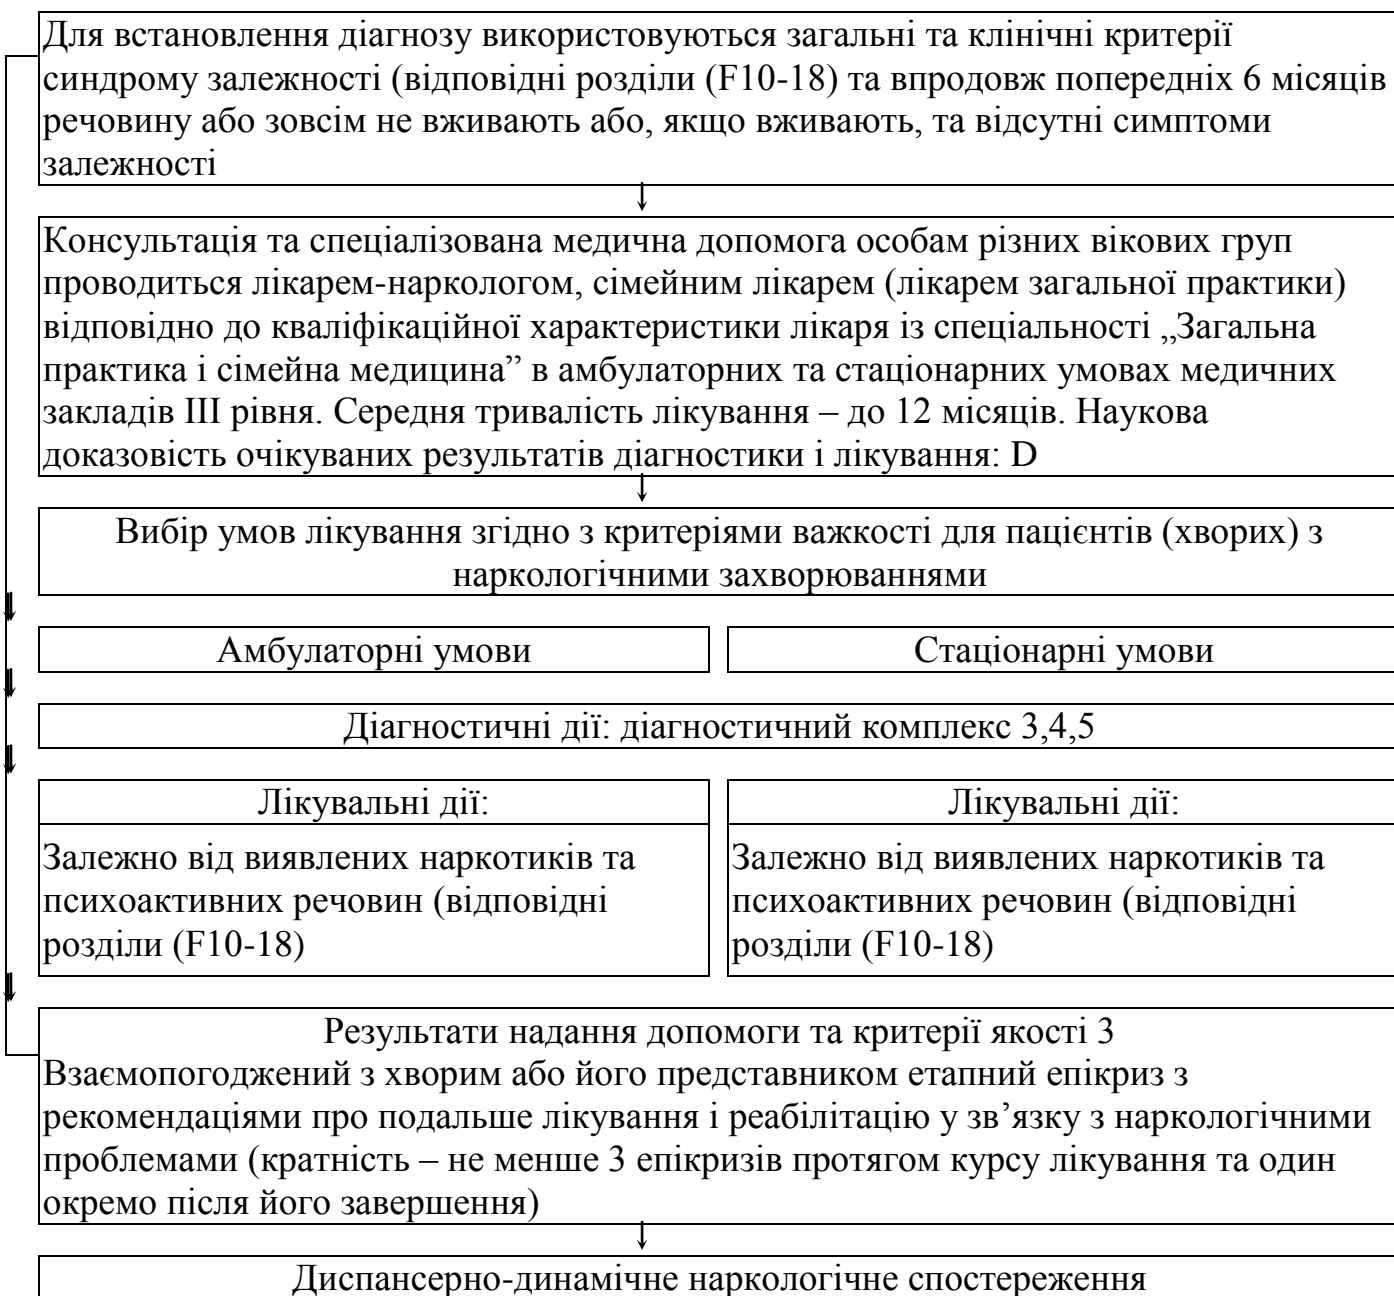 Для встановлення діагнозу використовуються загальні та клінічні критерії
синдрому залежності (відповідні розділи (F10-18) та впродовж попередніх 6 місяців
речовину або зовсім не вживають або, якщо вживають, та відсутні симптоми
залежності
Консультація та спеціалізована медична допомога особам різних вікових груп
проводиться лікарем-наркологом, сімейним лікарем (лікарем загальної практики)
відповідно до кваліфікаційної характеристики лікаря із спеціальності „Загальна
практика і сімейна медицина” в амбулаторних та стаціонарних умовах медичних
закладів III рівня. Середня тривалість лікування – до 12 місяців. Наукова
доказовість очікуваних результатів діагностики і лікування: D
Вибір умов лікування згідно з критеріями важкості для пацієнтів (хворих) з
наркологічними захворюваннями
Амбулаторні умови
Стаціонарні умови
Діагностичні дії: діагностичний комплекс 3,4,5
Лікувальні дії:
Залежно від виявлених наркотиків та
психоактивних речовин (відповідні
розділи (F10-18)
Лікувальні дії:
Залежно від виявлених наркотиків та
психоактивних речовин (відповідні
розділи (F10-18)
Результати надання допомоги та критерії якості 3
Взаємопогоджений з хворим або його представником етапний епікриз з
рекомендаціями про подальше лікування і реабілітацію у зв’язку з наркологічними
проблемами (кратність – не менше 3 епікризів протягом курсу лікування та один
окремо після його завершення)
Диспансерно-динамічне наркологічне спостереження